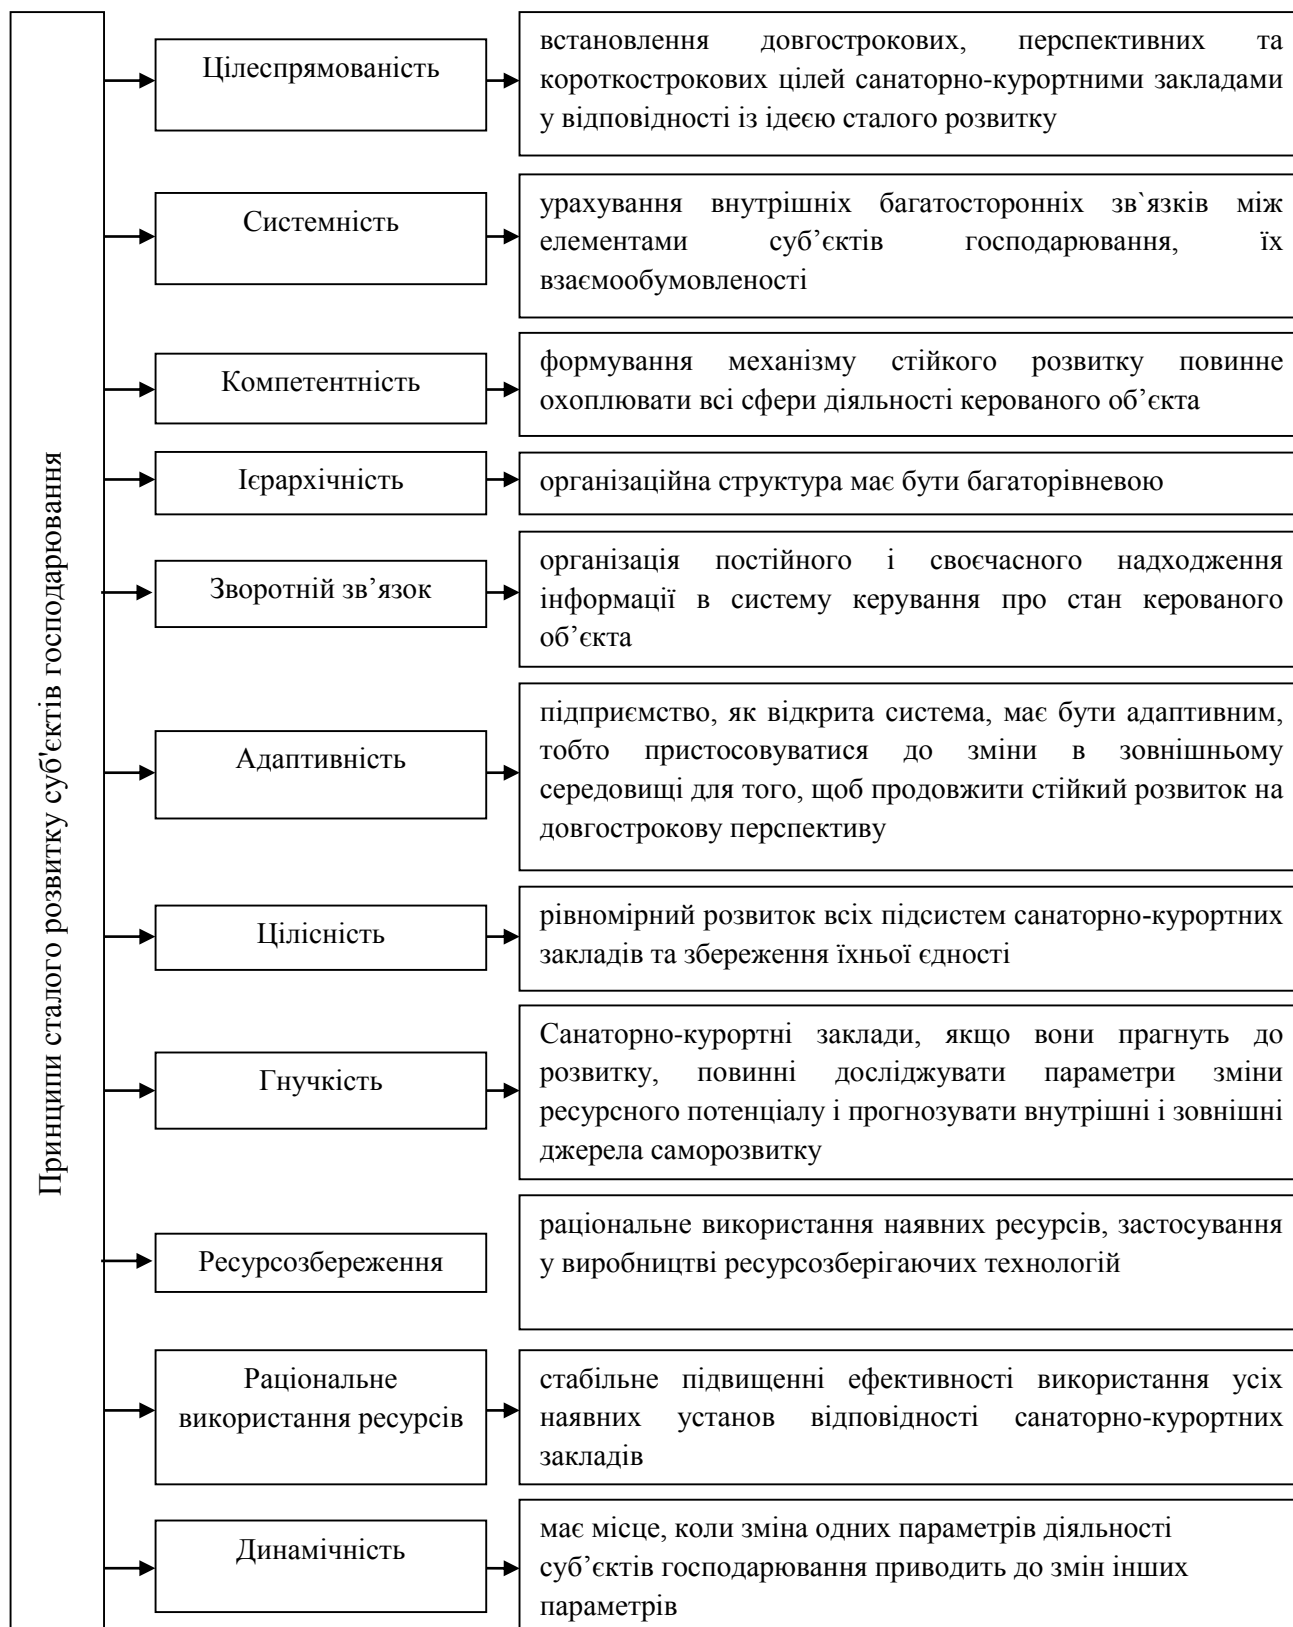 Принципи сталого розвитку суб'єктів господарювання
Цілеспрямованість
встановлення довгострокових, перспективних та
короткострокових цілей санаторно-курортними закладами
у відповідності із ідеєю сталого розвитку
Системність
урахування внутрішніх багатосторонніх зв`язків між
елементами суб’єктів господарювання, їх
взаємообумовленості
Компетентність
формування механізму стійкого розвитку повинне
охоплювати всі сфери діяльності керованого об’єкта
Ієрархічність
організаційна структура має бути багаторівневою
Зворотній зв’язок
організація постійного і своєчасного надходження
інформації в систему керування про стан керованого
об’єкта
Адаптивність
підприємство, як відкрита система, має бути адаптивним,
тобто пристосовуватися до зміни в зовнішньому
середовищі для того, щоб продовжити стійкий розвиток на
довгострокову перспективу
Цілісність
рівномірний розвиток всіх підсистем санаторно-курортних
закладів та збереження їхньої єдності
Гнучкість
Санаторно-курортні заклади, якщо вони прагнуть до
розвитку, повинні досліджувати параметри зміни
ресурсного потенціалу і прогнозувати внутрішні і зовнішні
джерела саморозвитку
Ресурсозбереження
раціональне використання наявних ресурсів, застосування
у виробництві ресурсозберігаючих технологій
Раціональне
використання ресурсів
стабільне підвищенні ефективності використання усіх
наявних установ відповідності санаторно-курортних
закладів
Динамічність
має місце, коли зміна одних параметрів діяльності
суб’єктів господарювання приводить до змін інших
параметрів